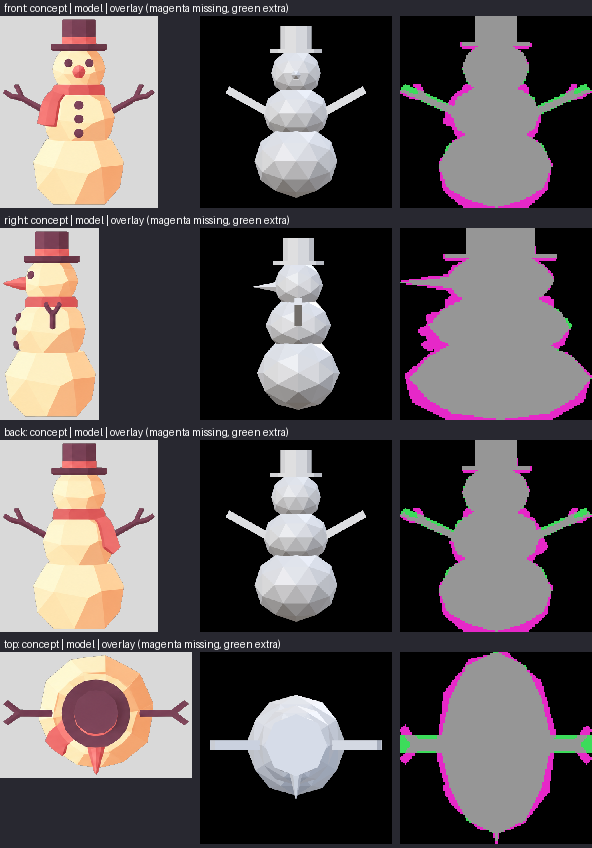 front: concept | model | overlay (magenta missing, green extra)
right: concept | model | overlay (magenta missing, green extra)
back: concept | model | overlay (magenta missing, green extra)
top: concept | model | overlay (magenta missing, green extra)